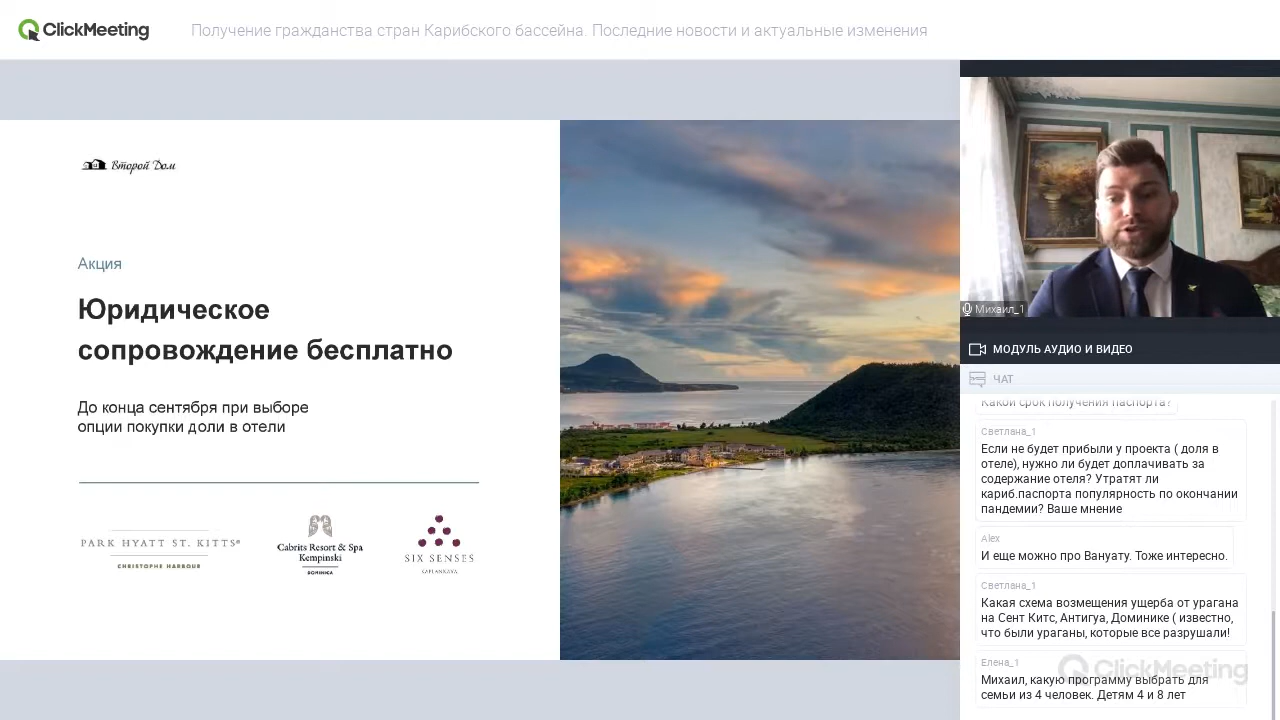 ClickMeeting
Получение гражданства стран Карибского бассейна. Последние новости и актуальные изменения
Второй Дом
Акция
Юридическое
сопровождение бесплатно
До конца сентября при выборе
опции покупки доли в отели
PARK HYATT ST. KITTS®
CHRISTOPHE HARBOUR
Cabrits Resort & Spa
Kempinski
DOMINICA
SIX SENSES
KAPLANKAYA
Михаил_1
МОДУЛЬ АУДИО И ВИДЕО
ЧАТ
Какой срок получения паспорта?
Светлана_1
Если не будет прибыли у проекта ( доля в
отеле), нужно ли будет доплачивать за
содержание отеля? Утратят ли
кариб.паспорта популярность по окончании
пандемии? Ваше мнение
Alex
И еще можно про Вануату. Тоже интересно.
Светлана_1
Какая схема возмещения ущерба от урагана
на Сент Китс, Антигуа, Доминике ( известно,
что были ураганы, которые все разрушали!
Елена_1
Михаил, какую программу выбрать для
семьи из 4 человек. Детям 4 и 8 лет
ClickMeeting